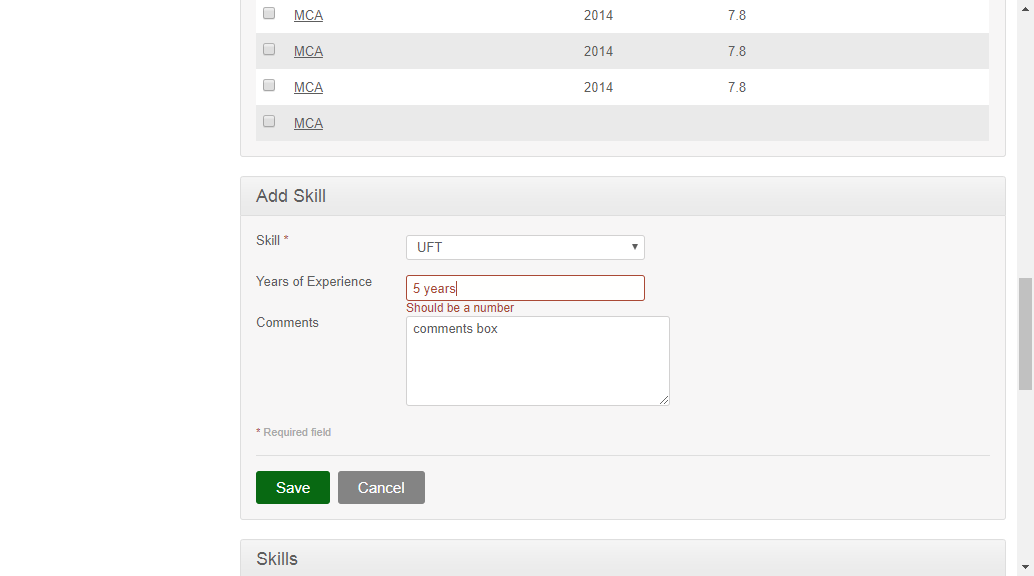 MCA 2014 7.8
MCA 2014 7.8
MCA 2014 7.8
MCA
Add Skill
Skill *
UFT
Years of Experience
5 years
Should be a number
Comments
comments box
* Required field
Save Cancel
Skills